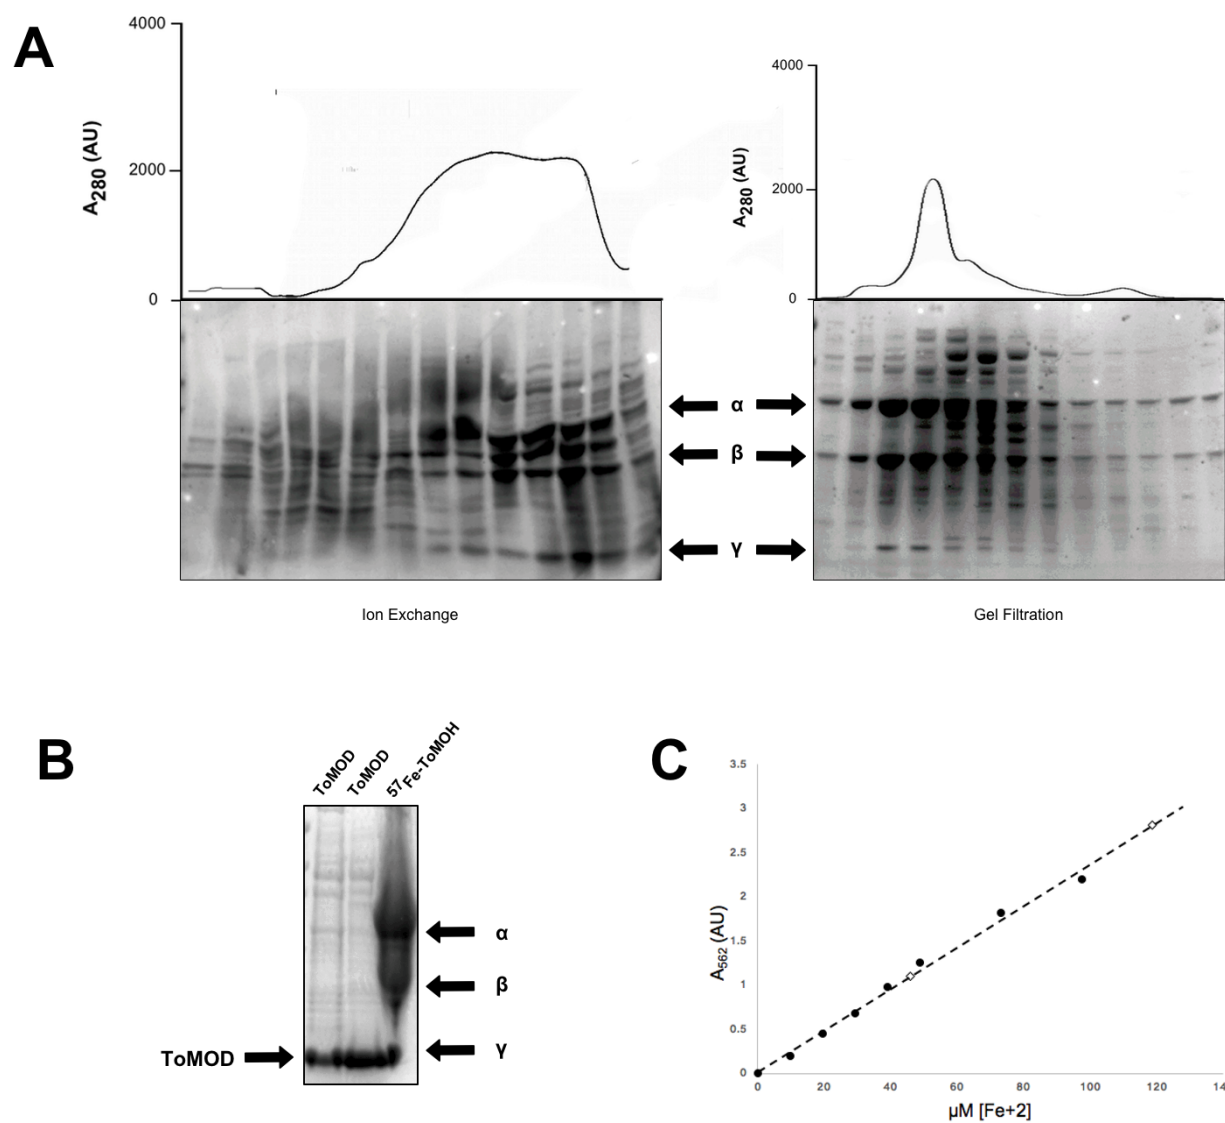 A
4000
2000
0
A280 (AU)
4000
2000
0
A280 (AU)
α
β
γ
Ion Exchange
Gel Filtration
B
ToMOD
ToMOD
57Fe-ToMOH
α
β
γ
ToMOD
C
3.5
3
2.5
2
1.5
1
0.5
0
A562 (AU)
0 20 40 60 80 100 120 14
µM [Fe+2]